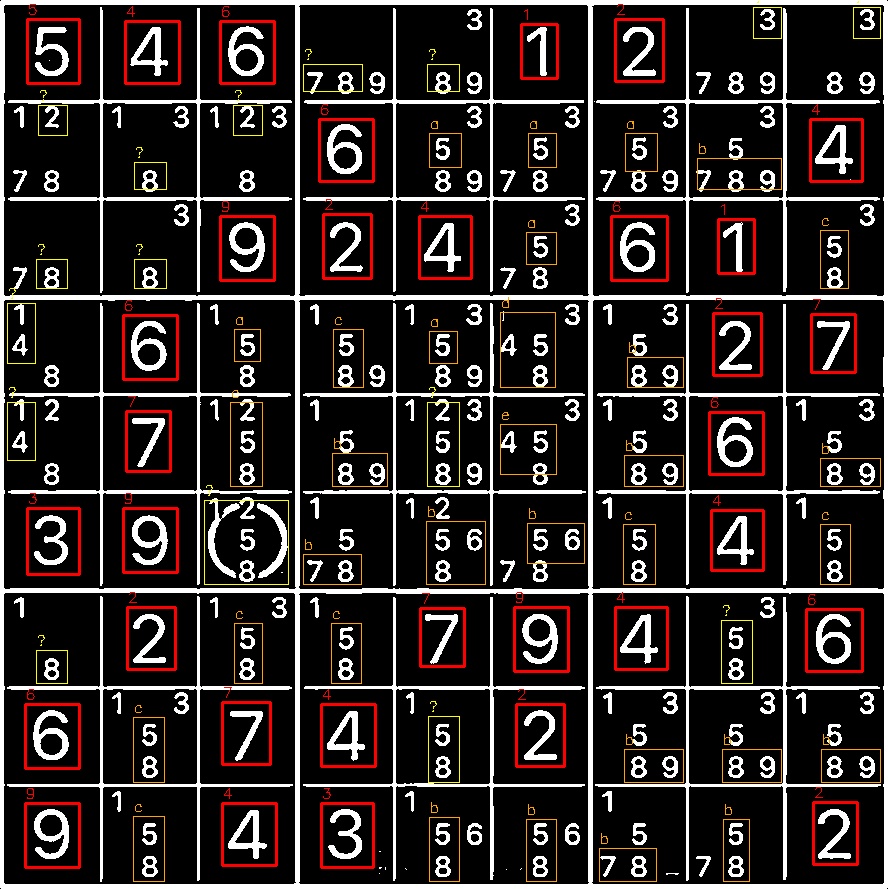 5 4 6 1 2
3 3 3
5 4 6 1 2
? ?
7 8 9 8 9 7 8 9 8 9
? ? 6 4
1 2 1 3 1 2 3 3 3 3 3
a a a
? 6 5 5 5 b 5 4
7 8 8 8 8 9 7 8 7 8 9 7 8 9
9 2 4 6 1
3 3 3
a c
? ? 9 2 4 5 6 1 5
7 8 8 7 8 8
? 6 d 2 7
1 1 1 1 3 3 1 3
a c a
4 6 5 5 5 4 5 b 5 2 7
8 8 8 9 8 9 8 8 9
? 7 e ? 6
1 2 1 2 1 1 2 3 3 1 3 1 3
e
4 7 5 b 5 5 4 5 b 5 6 b 5
8 8 8 9 8 9 8 8 9 8 9
3 9 ? 4
1 2 1 1 2 1 1
b b c c
3 9 5 b 5 5 6 5 6 5 4 5
8 7 8 8 7 8 8 8
2 7 9 4 6
1 1 3 1 3
? c c ?
2 5 5 7 9 4 5 6
8 8 8 8
6 7 4 2
1 3 1 3 3 1 3
c ?
6 5 7 4 5 2 b 5 b 5 b 5
8 8 8 9 8 9 8 9
9 4 3 2
1 1 1
c b b b
9 5 4 3 5 6 5 6 b 5 5 2
8 8 8 7 8 7 8